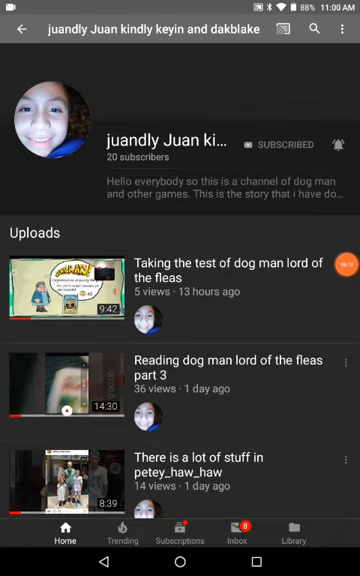 88% 11:00 AM
juandly Juan kindly keyin and dakblake
juandly Juan ki... SUBSCRIBED
20 subscribers
Hello everybody so this is a channel of dog man
and other games. This is the story that i have do...
Uploads
Taking the test of dog man lord of
the fleas
5 views · 13 hours ago
9:42
Reading dog man lord of the fleas
part 3
36 views · 1 day ago
14:30
There is a lot of stuff in
petey_haw_haw
14 views · 1 day ago
8:39
8
Home Trending Subscriptions Inbox Library